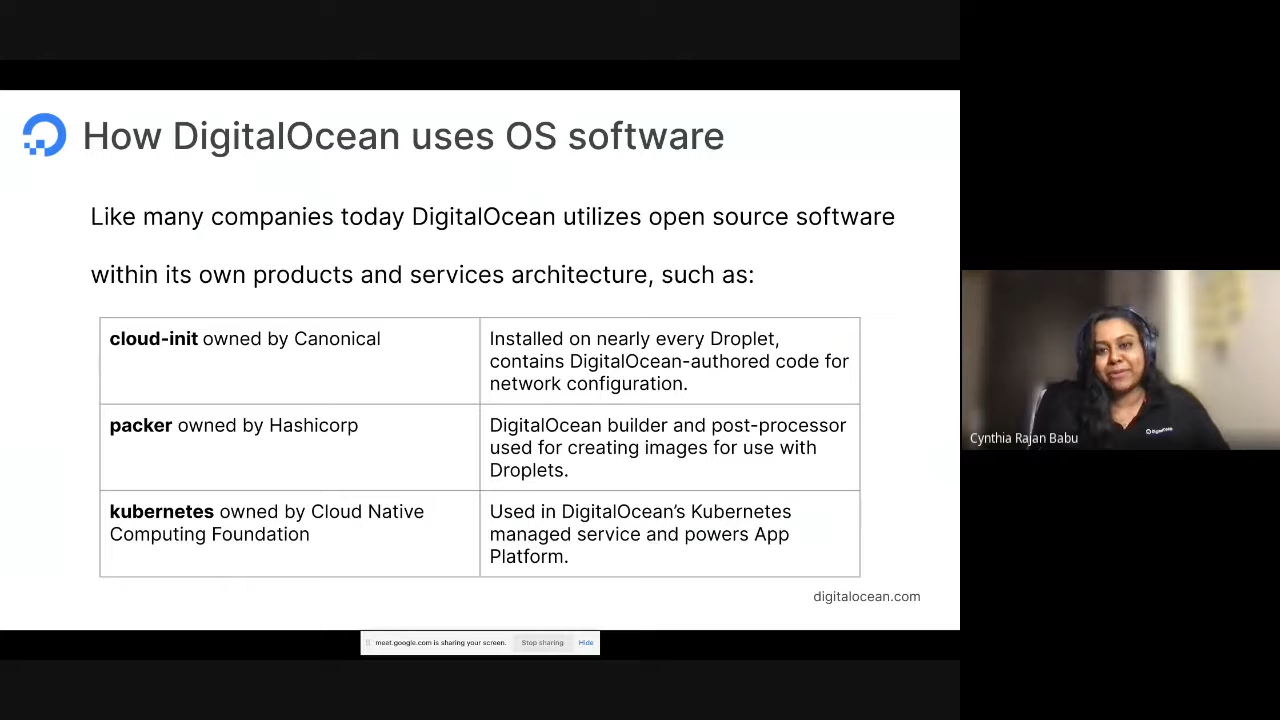 How DigitalOcean uses OS software
Like many companies today DigitalOcean utilizes open source software
within its own products and services architecture, such as:
cloud-init owned by Canonical
Installed on nearly every Droplet,
contains DigitalOcean-authored code for
network configuration.
packer owned by Hashicorp
DigitalOcean builder and post-processor
used for creating images for use with
Droplets.
kubernetes owned by Cloud Native
Computing Foundation
Used in DigitalOcean’s Kubernetes
managed service and powers App
Platform.
digitalocean.com
meet.google.com is sharing your screen.
Stop sharing
Hide
DigitalOcean
Cynthia Rajan Babu